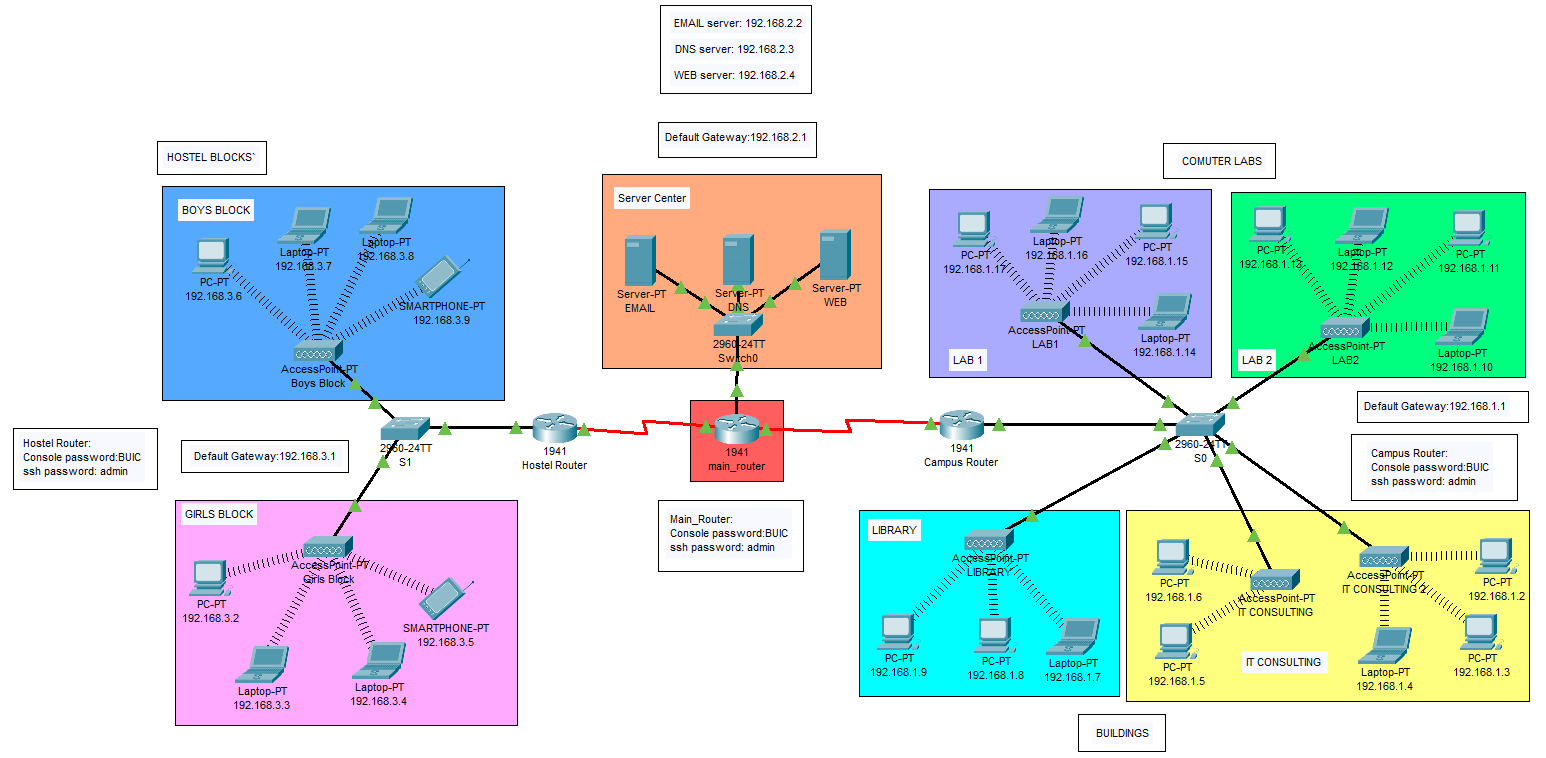 EMAIL server: 192.168.2.2
DNS server: 192.168.2.3
WEB server: 192.168.2.4
Default Gateway:192.168.2.1
HOSTEL BLOCKS`
BOYS BLOCK
PC-PT
192.168.3.6
Laptop-PT
192.168.3.7
Laptop-PT
192.168.3.8
SMARTPHONE-PT
192.168.3.9
AccessPoint-PT
Boys Block
Server Center
Server-PT
EMAIL
Server-PT
DNS
Server-PT
WEB
2960-24TT
Switch0
COMUTER LABS
PC-PT
192.168.1.17
Laptop-PT
192.168.1.16
PC-PT
192.168.1.15
Laptop-PT
192.168.1.14
AccessPoint-PT
LAB1
LAB 1
PC-PT
192.168.1.13
Laptop-PT
192.168.1.12
PC-PT
192.168.1.11
Laptop-PT
192.168.1.10
AccessPoint-PT
LAB2
LAB 2
Default Gateway:192.168.1.1
Hostel Router:
Console password:BUIC
ssh password: admin
Default Gateway:192.168.3.1
2960-24TT
S1
1941
Hostel Router
1941
main_router
1941
Campus Router
2960-24TT
S0
Campus Router:
Console password:BUIC
ssh password: admin
Main_Router:
Console password:BUIC
ssh password: admin
GIRLS BLOCK
AccessPoint-PT
Girls Block
PC-PT
192.168.3.2
Laptop-PT
192.168.3.3
Laptop-PT
192.168.3.4
SMARTPHONE-PT
192.168.3.5
LIBRARY
AccessPoint-PT
LIBRARY
PC-PT
192.168.1.9
PC-PT
192.168.1.8
Laptop-PT
192.168.1.7
PC-PT
192.168.1.6
PC-PT
192.168.1.5
AccessPoint-PT
IT CONSULTING
AccessPoint-PT
IT CONSULTING 2
PC-PT
192.168.1.2
PC-PT
192.168.1.3
Laptop-PT
192.168.1.4
IT CONSULTING
BUILDINGS